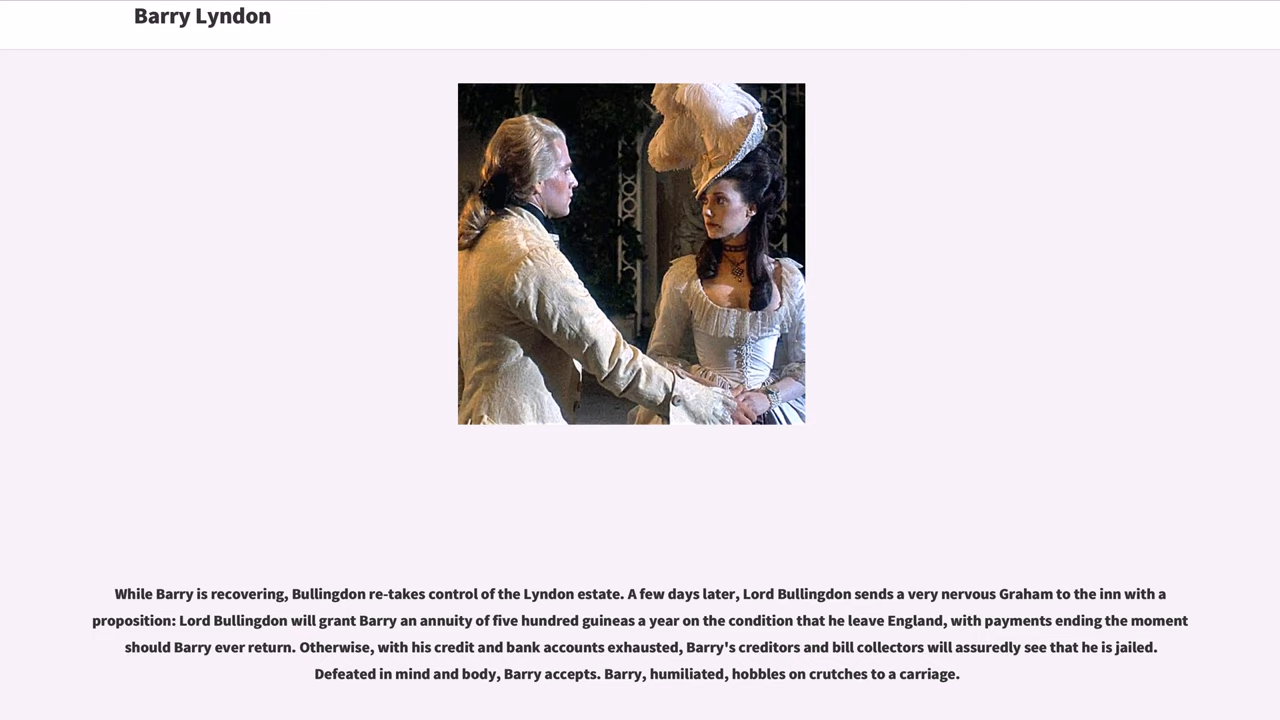 Barry Lyndon
While Barry is recovering, Bullingdon re-takes control of the Lyndon estate. A few days later, Lord Bullingdon sends a very nervous Graham to the inn with a
proposition: Lord Bullingdon will grant Barry an annuity of five hundred guineas a year on the condition that he leave England, with payments ending the moment
should Barry ever return. Otherwise, with his credit and bank accounts exhausted, Barry's creditors and bill collectors will assuredly see that he is jailed.
Defeated in mind and body, Barry accepts. Barry, humiliated, hobbles on crutches to a carriage.